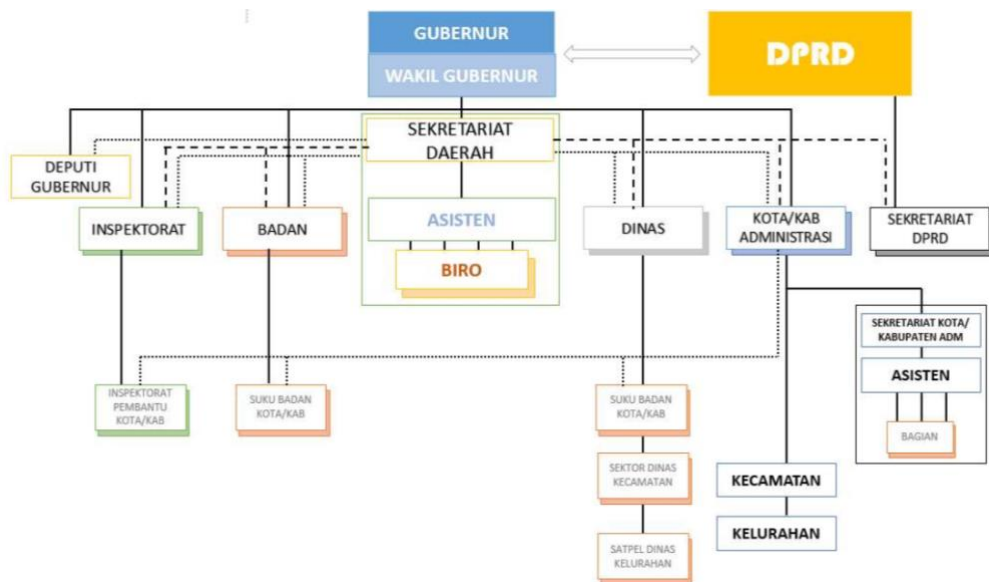 GUBERNUR
WAKIL GUBERNUR
DPRD
SEKRETARIAT
DAERAH
DEPUTI
GUBERNUR
INSPEKTORAT
BADAN
ASISTEN
BIRO
DINAS
KOTA/KAB
ADMINISTRASI
SEKRETARIAT
DPRD
SEKRETARIAT KOTA/
KABUPATEN ADM
ASISTEN
BAGIAN
INSPEKTORAT
PEMBANTU
KOTA/KAB
SUKU BADAN
KOTA/KAB
SUKU BADAN
KOTA/KAB
SEKTOR DINAS
KECAMATAN
SATPEL DINAS
KELURAHAN
KECAMATAN
KELURAHAN